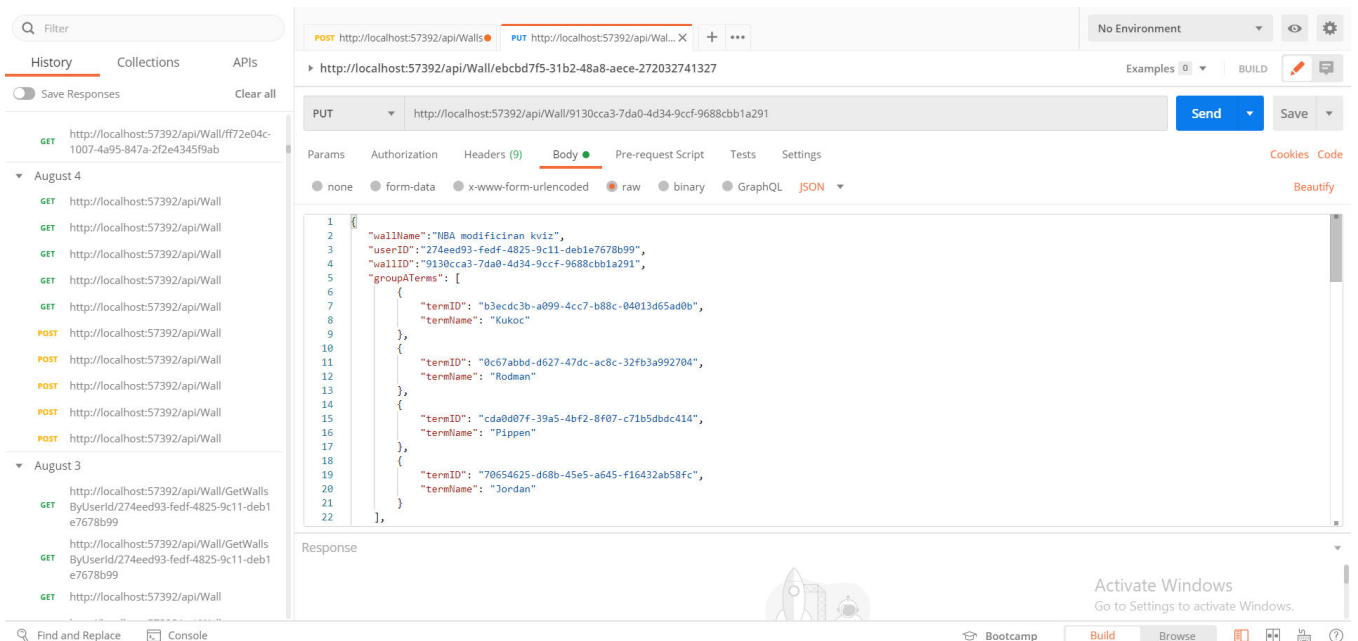 Filter
History Collections APIs
Save Responses Clear all
GET http://localhost:57392/api/Wall/ff72e04c-
1007-4a95-847a-2f2e4345f9ab
August 4
GET http://localhost:57392/api/Wall
GET http://localhost:57392/api/Wall
GET http://localhost:57392/api/Wall
GET http://localhost:57392/api/Wall
GET http://localhost:57392/api/Wall
POST http://localhost:57392/api/Wall
POST http://localhost:57392/api/Wall
POST http://localhost:57392/api/Wall
POST http://localhost:57392/api/Wall
POST http://localhost:57392/api/Wall
August 3
http://localhost:57392/api/Wall/GetWalls
GET ByUserId/274eed93-fedf-4825-9c11-deb1
e7678b99
http://localhost:57392/api/Wall/GetWalls
GET ByUserId/274eed93-fedf-4825-9c11-deb1
e7678b99
GET http://localhost:57392/api/Wall
POST http://localhost:57392/api/Walls PUT http://localhost:57392/api/Wal... X + •••
No Environment
http://localhost:57392/api/Wall/ebcbd7f5-31b2-48a8-aece-272032741327
Examples 0 BUILD
PUT http://localhost:57392/api/Wall/9130cca3-7da0-4d34-9ccf-9688cbb1a291 Send Save
Params Authorization Headers (9) Body Pre-request Script Tests Settings Cookies Code
none form-data x-www-form-urlencoded raw binary GraphQL JSON Beautify
1 {
2 "wallName":"NBA modificiran kviz",
3 "userID":"274eed93-fedf-4825-9c11-deb1e7678b99",
4 "wallID":"9130cca3-7da0-4d34-9ccf-9688cbb1a291",
5 "groupATerms": [
6 {
7 "termID": "b3ecdc3b-a099-4cc7-b88c-04013d65ad0b",
8 "termName": "Kukoc"
9 },
10 {
11 "termID": "0c67abbd-d627-47dc-ac8c-32fb3a992704",
12 "termName": "Rodman"
13 },
14 {
15 "termID": "cda0d07f-39a5-4bf2-8f07-c71b5dbdc414",
16 "termName": "Pippen"
17 },
18 {
19 "termID": "70654625-d68b-45e5-a645-f16432ab58fc",
20 "termName": "Jordan"
21 }
22 ],
Response
Activate Windows
Go to Settings to activate Windows.
Find and Replace Console Bootcamp Build Browse